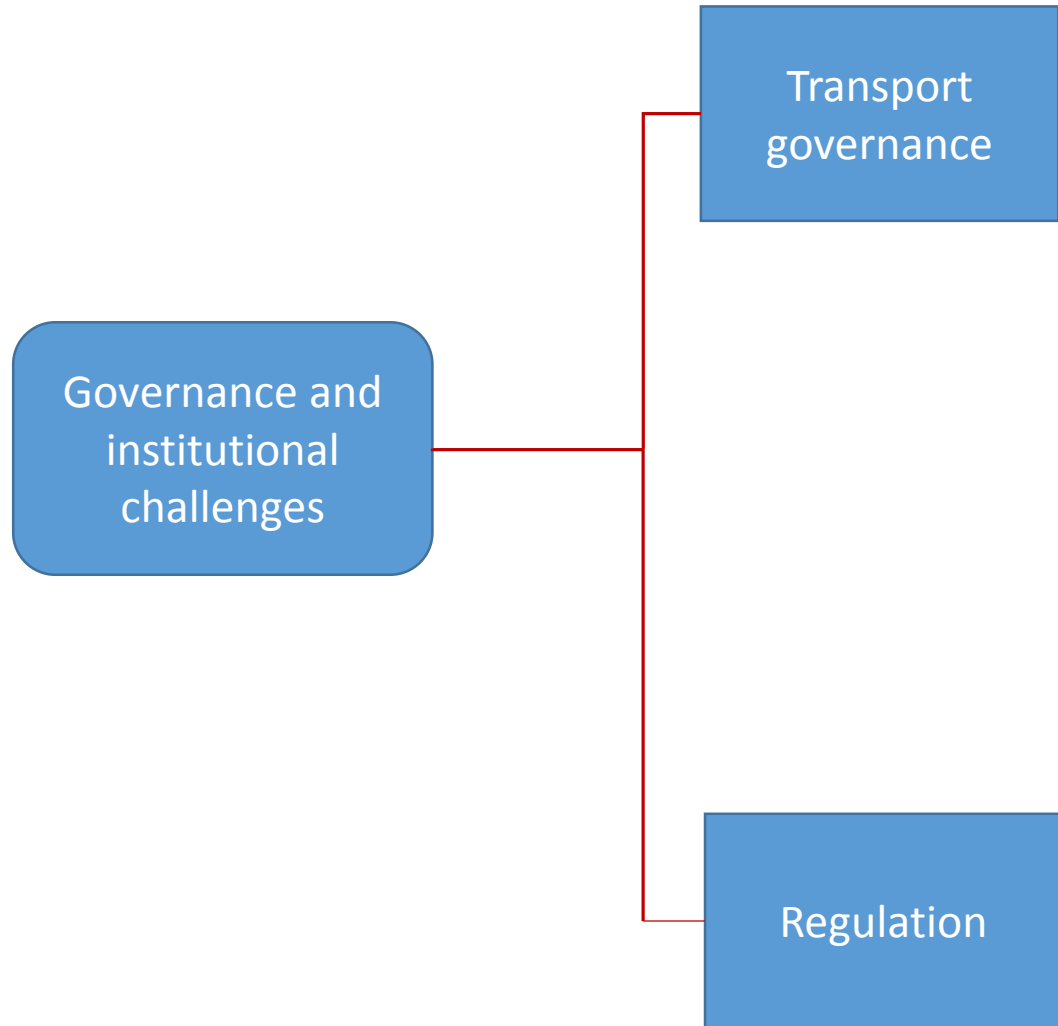 Transport
governance
Governance and
institutional
challenges
Regulation